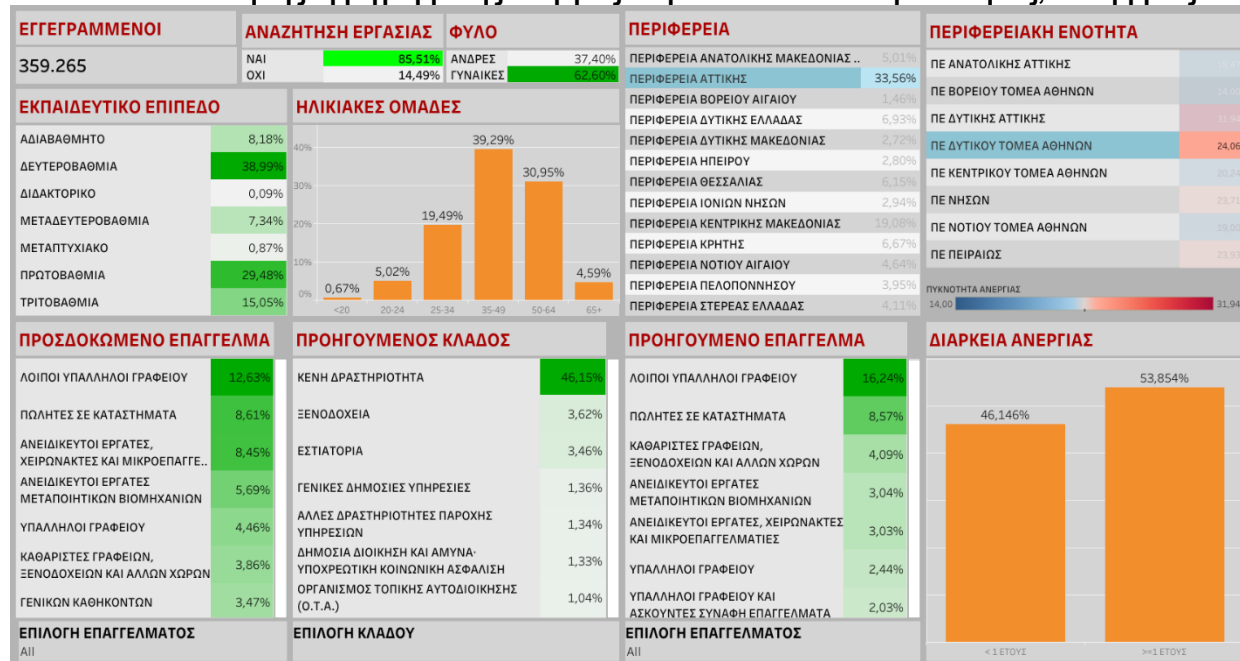 ΕΓΓΕΓΡΑΜΜΕΝΟΙ
359.265
ΑΝΑΖΗΤΗΣΗ ΕΡΓΑΣΙΑΣ
ΝΑΙ 85,51%
ΟΧΙ 14,49%
ΦΥΛΟ
ΑΝΔΡΕΣ 37,40%
ΓΥΝΑΙΚΕΣ 62,60%
ΠΕΡΙΦΕΡΕΙΑ
ΠΕΡΙΦΕΡΕΙΑ ΑΝΑΤΟΛΙΚΗΣ ΜΑΚΕΔΟΝΙΑΣ .. 5,01%
ΠΕΡΙΦΕΡΕΙΑ ΑΤΤΙΚΗΣ 33,56%
ΠΕΡΙΦΕΡΕΙΑ ΒΟΡΕΙΟΥ ΑΙΓΑΙΟΥ 1,46%
ΠΕΡΙΦΕΡΕΙΑ ΔΥΤΙΚΗΣ ΕΛΛΑΔΑΣ 6,93%
ΠΕΡΙΦΕΡΕΙΑ ΔΥΤΙΚΗΣ ΜΑΚΕΔΟΝΙΑΣ 2,72%
ΠΕΡΙΦΕΡΕΙΑ ΗΠΕΙΡΟΥ 2,80%
ΠΕΡΙΦΕΡΕΙΑ ΘΕΣΣΑΛΙΑΣ 6,15%
ΠΕΡΙΦΕΡΕΙΑ ΙΟΝΙΩΝ ΝΗΣΩΝ 2,94%
ΠΕΡΙΦΕΡΕΙΑ ΚΕΝΤΡΙΚΗΣ ΜΑΚΕΔΟΝΙΑΣ 19,08%
ΠΕΡΙΦΕΡΕΙΑ ΚΡΗΤΗΣ 6,67%
ΠΕΡΙΦΕΡΕΙΑ ΝΟΤΙΟΥ ΑΙΓΑΙΟΥ 4,64%
ΠΕΡΙΦΕΡΕΙΑ ΠΕΛΟΠΟΝΝΗΣΟΥ 3,95%
ΠΕΡΙΦΕΡΕΙΑ ΣΤΕΡΕΑΣ ΕΛΛΑΔΑΣ 4,11%
ΠΕΡΙΦΕΡΕΙΑΚΗ ΕΝΟΤΗΤΑ
ΠΕ ΑΝΑΤΟΛΙΚΗΣ ΑΤΤΙΚΗΣ
ΠΕ ΒΟΡΕΙΟΥ ΤΟΜΕΑ ΑΘΗΝΩΝ 14,00
ΠΕ ΔΥΤΙΚΗΣ ΑΤΤΙΚΗΣ 31,94
ΠΕ ΔΥΤΙΚΟΥ ΤΟΜΕΑ ΑΘΗΝΩΝ 24,06
ΠΕ ΚΕΝΤΡΙΚΟΥ ΤΟΜΕΑ ΑΘΗΝΩΝ 20,24
ΠΕ ΝΗΣΩΝ 23,71
ΠΕ ΝΟΤΙΟΥ ΤΟΜΕΑ ΑΘΗΝΩΝ 19,00
ΠΕ ΠΕΙΡΑΙΩΣ 23,93
ΠΥΚΝΟΤΗΤΑ ΑΝΕΡΓΙΑΣ
14,00 31,94
ΕΚΠΑΙΔΕΥΤΙΚΟ ΕΠΙΠΕΔΟ
ΑΔΙΑΒΑΘΜΗΤΟ 8,18%
ΔΕΥΤΕΡΟΒΑΘΜΙΑ 38,99%
ΔΙΔΑΚΤΟΡΙΚΟ 0,09%
ΜΕΤΑΔΕΥΤΕΡΟΒΑΘΜΙΑ 7,34%
ΜΕΤΑΠΤΥΧΙΑΚΟ 0,87%
ΠΡΩΤΟΒΑΘΜΙΑ 29,48%
ΤΡΙΤΟΒΑΘΜΙΑ 15,05%
ΗΛΙΚΙΑΚΕΣ ΟΜΑΔΕΣ
40%
30%
20%
10%
0%
0,67% 5,02% 19,49% 39,29% 30,95% 4,59%
<20 20-24 25-34 35-49 50-64 65+
ΠΡΟΣΔΟΚΩΜΕΝΟ ΕΠΑΓΓΕΛΜΑ
ΛΟΙΠΟΙ ΥΠΑΛΛΗΛΟΙ ΓΡΑΦΕΙΟΥ 12,63%
ΠΩΛΗΤΕΣ ΣΕ ΚΑΤΑΣΤΗΜΑΤΑ 8,61%
ΑΝΕΙΔΙΚΕΥΤΟΙ ΕΡΓΑΤΕΣ,
ΧΕΙΡΩΝΑΚΤΕΣ ΚΑΙ ΜΙΚΡΟΕΠΑΓΓΕ.. 8,45%
ΑΝΕΙΔΙΚΕΥΤΟΙ ΕΡΓΑΤΕΣ
ΜΕΤΑΠΟΙΗΤΙΚΩΝ ΒΙΟΜΗΧΑΝΙΩΝ 5,69%
ΥΠΑΛΛΗΛΟΙ ΓΡΑΦΕΙΟΥ 4,46%
ΚΑΘΑΡΙΣΤΕΣ ΓΡΑΦΕΙΩΝ,
ΞΕΝΟΔΟΧΕΙΩΝ ΚΑΙ ΑΛΛΩΝ ΧΩΡΩΝ 3,86%
ΓΕΝΙΚΩΝ ΚΑΘΗΚΟΝΤΩΝ 3,47%
ΕΠΙΛΟΓΗ ΕΠΑΓΓΕΛΜΑΤΟΣ
All
ΠΡΟΗΓΟΥΜΕΝΟΣ ΚΛΑΔΟΣ
ΚΕΝΗ ΔΡΑΣΤΗΡΙΟΤΗΤΑ 46,15%
ΞΕΝΟΔΟΧΕΙΑ 3,62%
ΕΣΤΙΑΤΟΡΙΑ 3,46%
ΓΕΝΙΚΕΣ ΔΗΜΟΣΙΕΣ ΥΠΗΡΕΣΙΕΣ 1,36%
ΑΛΛΕΣ ΔΡΑΣΤΗΡΙΟΤΗΤΕΣ ΠΑΡΟΧΗΣ
ΥΠΗΡΕΣΙΩΝ 1,34%
ΔΗΜΟΣΙΑ ΔΙΟΙΚΗΣΗ ΚΑΙ ΑΜΥΝΑ·
ΥΠΟΧΡΕΩΤΙΚΗ ΚΟΙΝΩΝΙΚΗ ΑΣΦΑΛΙΣΗ 1,33%
ΟΡΓΑΝΙΣΜΟΣ ΤΟΠΙΚΗΣ ΑΥΤΟΔΙΟΙΚΗΣΗΣ
(Ο.Τ.Α.) 1,04%
ΕΠΙΛΟΓΗ ΚΛΑΔΟΥ
ΠΡΟΗΓΟΥΜΕΝΟ ΕΠΑΓΓΕΛΜΑ
ΛΟΙΠΟΙ ΥΠΑΛΛΗΛΟΙ ΓΡΑΦΕΙΟΥ 16,24%
ΠΩΛΗΤΕΣ ΣΕ ΚΑΤΑΣΤΗΜΑΤΑ 8,57%
ΚΑΘΑΡΙΣΤΕΣ ΓΡΑΦΕΙΩΝ,
ΞΕΝΟΔΟΧΕΙΩΝ ΚΑΙ ΑΛΛΩΝ ΧΩΡΩΝ 4,09%
ΑΝΕΙΔΙΚΕΥΤΟΙ ΕΡΓΑΤΕΣ
ΜΕΤΑΠΟΙΗΤΙΚΩΝ ΒΙΟΜΗΧΑΝΙΩΝ 3,04%
ΑΝΕΙΔΙΚΕΥΤΟΙ ΕΡΓΑΤΕΣ, ΧΕΙΡΩΝΑΚΤΕΣ
ΚΑΙ ΜΙΚΡΟΕΠΑΓΓΕΛΜΑΤΙΕΣ 3,03%
ΥΠΑΛΛΗΛΟΙ ΓΡΑΦΕΙΟΥ 2,44%
ΥΠΑΛΛΗΛΟΙ ΓΡΑΦΕΙΟΥ ΚΑΙ
ΑΣΚΟΥΝΤΕΣ ΣΥΝΑΦΗ ΕΠΑΓΓΕΛΜΑΤΑ 2,03%
ΕΠΙΛΟΓΗ ΕΠΑΓΓΕΛΜΑΤΟΣ
All
ΔΙΑΡΚΕΙΑ ΑΝΕΡΓΙΑΣ
46,146% 53,854%
< 1 ΕΤΟΥΣ >=1 ΕΤΟΥΣ